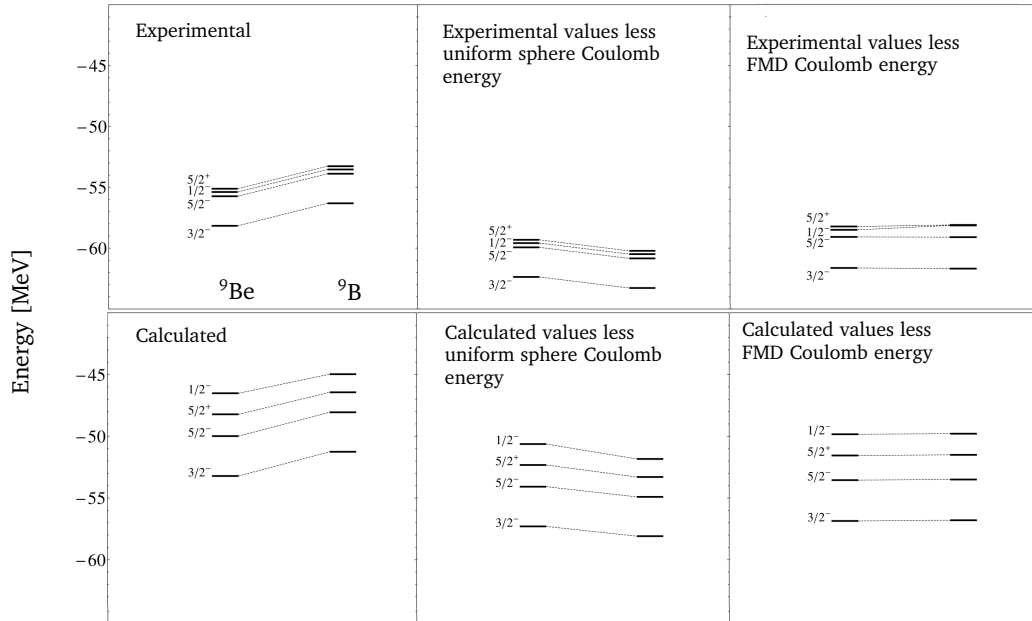 Energy [MeV]
Experimental
−45
−50
−55
−60
5/2⁺
1/2⁻
5/2⁻
3/2⁻
⁹Be
⁹B
Experimental values less
uniform sphere Coulomb
energy
5/2⁺
1/2⁻
5/2⁻
3/2⁻
Experimental values less
FMD Coulomb energy
5/2⁺
1/2⁻
5/2⁻
3/2⁻
Calculated
−45
−50
−55
−60
1/2⁻
5/2⁺
5/2⁻
3/2⁻
Calculated values less
uniform sphere Coulomb
energy
1/2⁻
5/2⁺
5/2⁻
3/2⁻
Calculated values less
FMD Coulomb energy
1/2⁻
5/2⁺
5/2⁻
3/2⁻